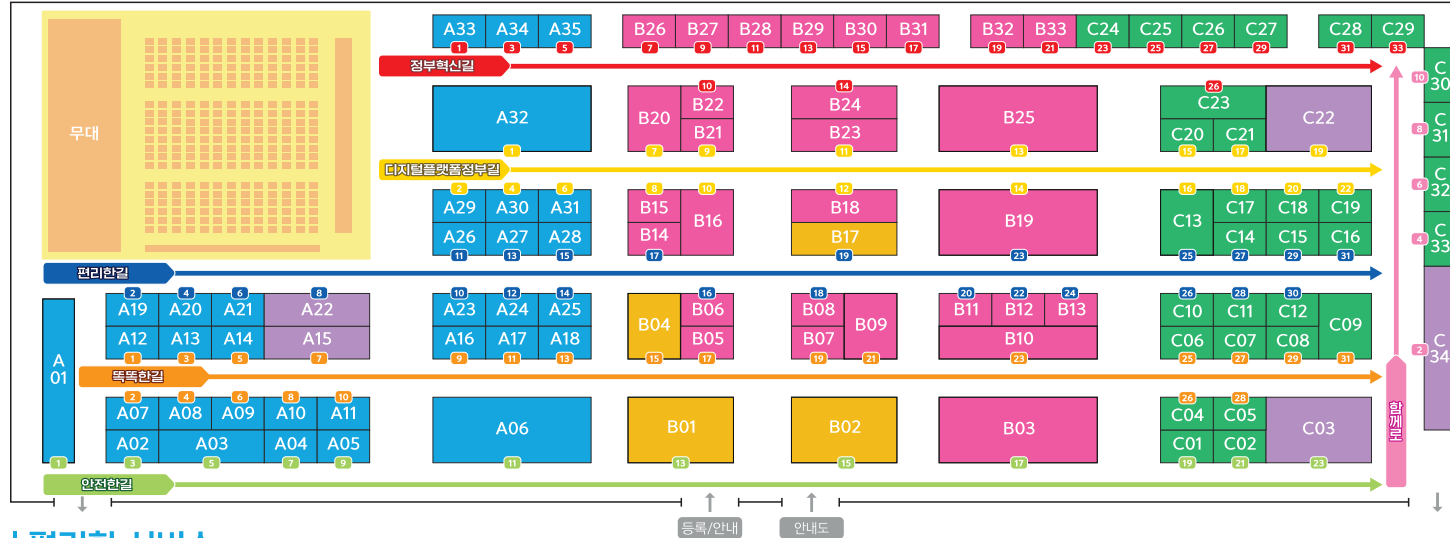 A33 A34 A35 B26 B27 B28 B29 B30 B31 B32 B33 C24 C25 C26 C27 C28 C29
1 3 5 7 9 11 13 15 17 19 21 23 25 27 29 31 33
정부혁신길
무대
10 C 30
26
10 14
A32 B20 B22 B24 B25 C23 C22
B21 B23 C20 C21
8 C 31
1 7 9 11 13 15 17 19
디지털플랫폼정부길
2 4 6 8 10 12 14 16 18 20 22
6 C 32
A29 A30 A31 B15 B16 B18 B19 C13 C17 C18 C19
A26 A27 A28 B14 B17 C14 C15 C16
4 C 33
11 13 15 17 19 23 25 27 29 31
편리한길
2 4 6 8 10 12 14 16 18 20 22 24 26 28 30
A19 A20 A21 A22 A23 A24 A25 B04 B06 B08 B09 B11 B12 B13 C10 C11 C12 C09
A12 A13 A14 A15 A16 A17 A18 B05 B07 B10 C06 C07 C08
2 C 34
1 3 5 7 9 11 13 15 17 19 21 23 25 27 29 31
A 01
똑똑한길
2 4 6 8 10 26 28
A07 A08 A09 A10 A11 A06 B01 B02 B03 C04 C05 C03
A02 A03 A04 A05 C01 C02
1 3 5 7 9 11 13 15 17 19 21 23
함께로
안전한길
등록/안내 안내도